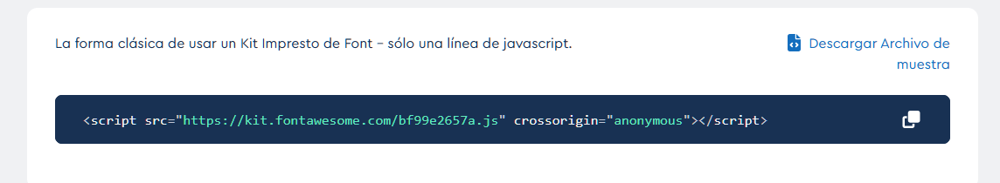 La forma clásica de usar un Kit Impresto de Font – sólo una línea de javascript.
Descargar Archivo de
muestra
<script src="https://kit.fontawesome.com/bf99e2657a.js" crossorigin="anonymous"></script>